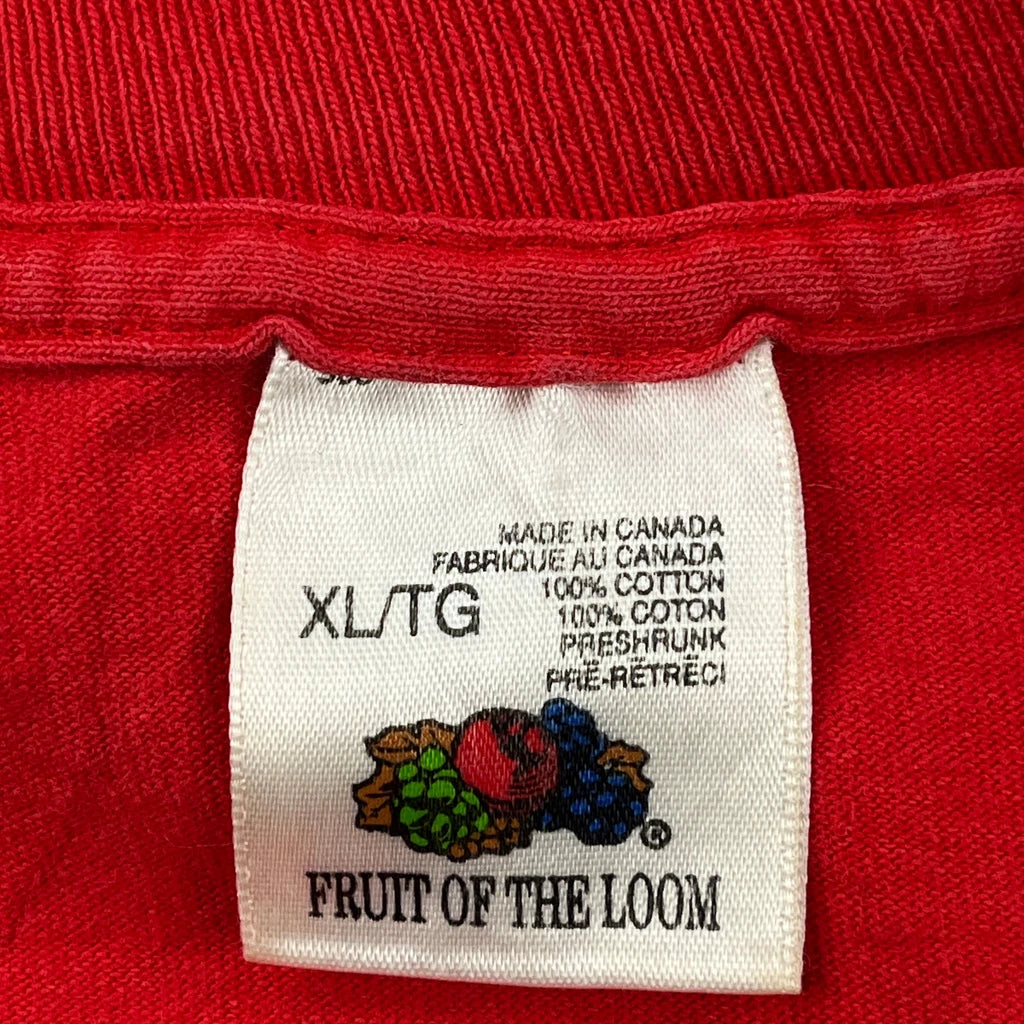 MADE IN CANADA
FABRIQUE AU CANADA
100% COTTON
100% COTON
PRESHRUNK
PRÉ-RÉTRÉCI
XL/TG
®
FRUIT OF THE LOOM